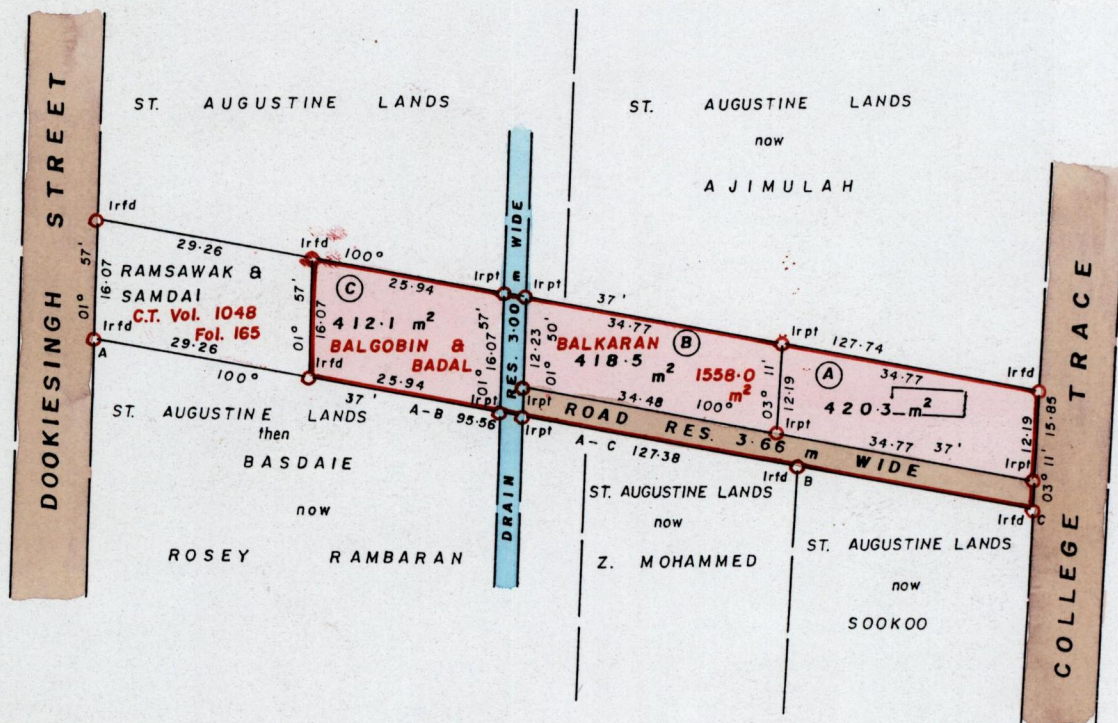 DOOKIESINGH STREET
ST. AUGUSTINE LANDS
ST. AUGUSTINE LANDS
now
AJIMULAH
Irfd
29·26
Irfd
100°
01° 57'
16·07
RAMSAWAK &
SAMDAI
C.T. Vol. 1048
Fol. 165
Irfd
A
29·26
100°
01° 57'
16·07
Irfd
C
25·94
412·1 m²
BALGOBIN &
BADAL
01° 57'
16·07
25·94
37'
A-B 95·56
Irpt
Irpt
RES. 3·00 m WIDE
DRAIN
12·23
01° 50'
37'
34·77
BALKARAN
B
418·5
m²
1558·0
m²
Irpt
127·74
03° 11'
12·19
A
34·77
420·3 m²
Irfd
12·19
15·85
03° 11'
Irpt
34·48
100°
Irpt
34·77
37'
Irpt
ROAD RES. 3·66 m WIDE
Irpt
A-C 127·38
Irfd
B
Irfd
C
COLLEGE TRACE
ST. AUGUSTINE LANDS
then
BASDAIE
now
ROSEY RAMBARAN
ST. AUGUSTINE LANDS
now
Z. MOHAMMED
ST. AUGUSTINE LANDS
now
SOOKOO